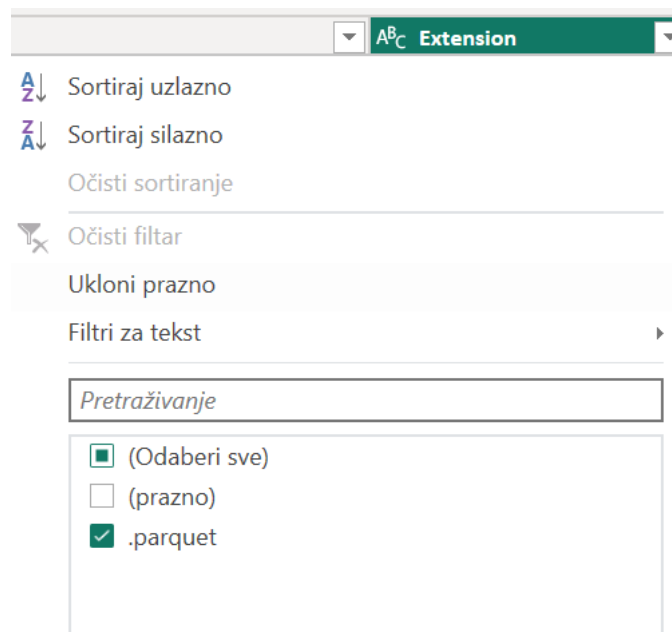 ABC Extension
Sortiraj uzlazno
Sortiraj silazno
Očisti sortiranje
Očisti filtar
Ukloni prazno
Filtri za tekst
Pretraživanje
(Odaberi sve)
(prazno)
.parquet